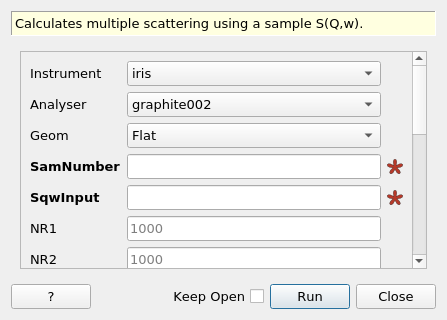 Calculates multiple scattering using a sample S(Q,w).
Instrument iris
Analyser graphite002
Geom Flat
SamNumber
SqwInput
NR1 1000
NR2 1000
? Keep Open Run Close